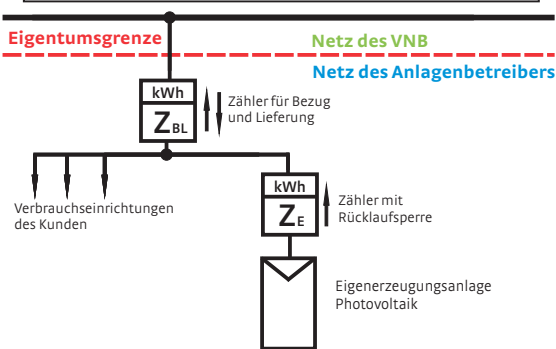 Eigentumsgrenze
Netz des VNB
Netz des Anlagenbetreibers
kWh
ZBL
Zähler für Bezug
und Lieferung
Verbrauchseinrichtungen
des Kunden
kWh
ZE
Zähler mit
Rücklaufsperre
Eigenerzeugungsanlage
Photovoltaik